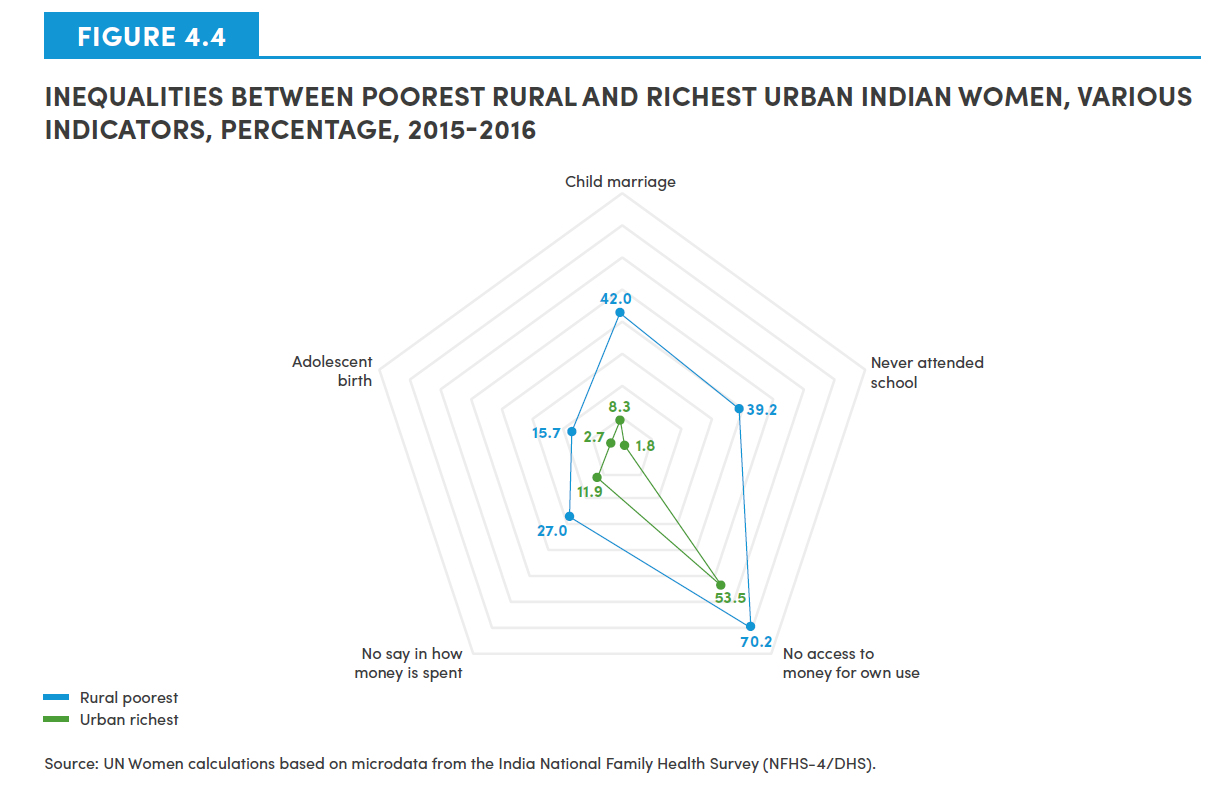 FIGURE 4.4
INEQUALITIES BETWEEN POOREST RURAL AND RICHEST URBAN INDIAN WOMEN, VARIOUS
INDICATORS, PERCENTAGE, 2015-2016
Child marriage
42.0
Adolescent
birth
Never attended
school
8.3
39.2
15.7
2.7
1.8
11.9
27.0
53.5
70.2
No say in how
money is spent
No access to
money for own use
Rural poorest
Urban richest
Source: UN Women calculations based on microdata from the India National Family Health Survey (NFHS-4/DHS).